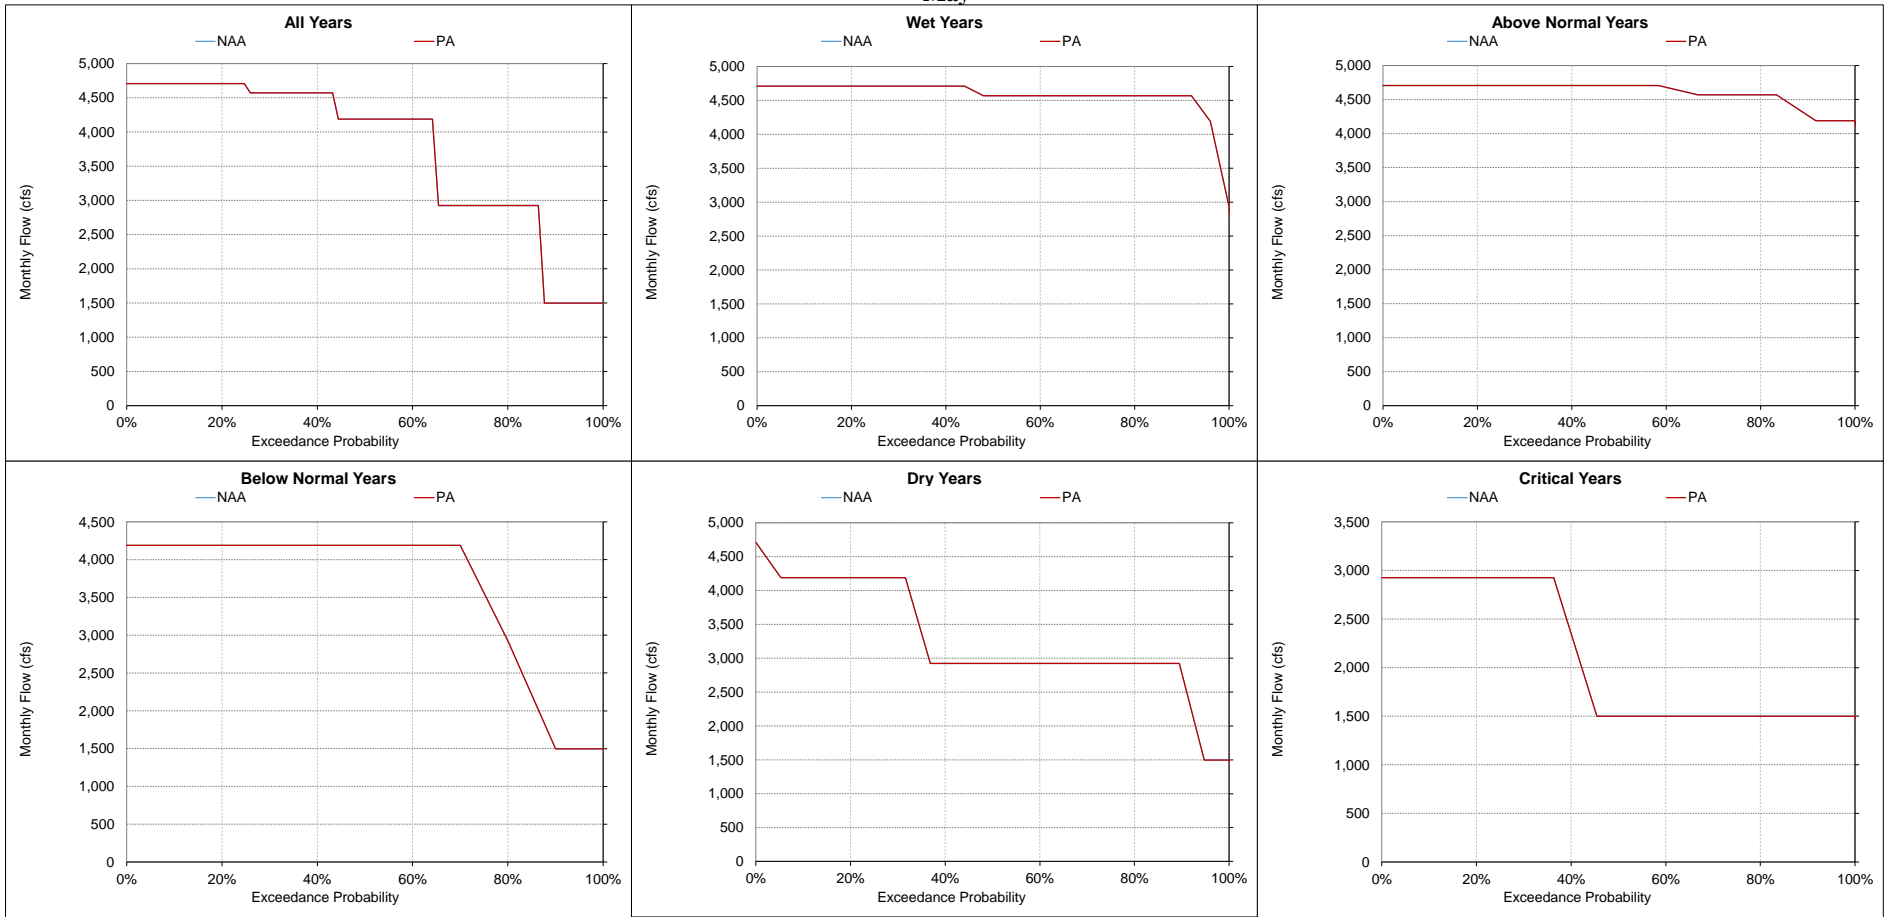 May
All Years
NAA PA
5,000
4,500
4,000
3,500
3,000
2,500
2,000
1,500
1,000
500
0
Monthly Flow (cfs)
0% 20% 40% 60% 80% 100%
Exceedance Probability
Wet Years
NAA PA
5,000
4,500
4,000
3,500
3,000
2,500
2,000
1,500
1,000
500
0
Monthly Flow (cfs)
0% 20% 40% 60% 80% 100%
Exceedance Probability
Above Normal Years
NAA PA
5,000
4,500
4,000
3,500
3,000
2,500
2,000
1,500
1,000
500
0
Monthly Flow (cfs)
0% 20% 40% 60% 80% 100%
Exceedance Probability
Below Normal Years
NAA PA
4,500
4,000
3,500
3,000
2,500
2,000
1,500
1,000
500
0
Monthly Flow (cfs)
0% 20% 40% 60% 80% 100%
Exceedance Probability
Dry Years
NAA PA
5,000
4,500
4,000
3,500
3,000
2,500
2,000
1,500
1,000
500
0
Monthly Flow (cfs)
0% 20% 40% 60% 80% 100%
Exceedance Probability
Critical Years
NAA PA
3,500
3,000
2,500
2,000
1,500
1,000
500
0
Monthly Flow (cfs)
0% 20% 40% 60% 80% 100%
Exceedance Probability